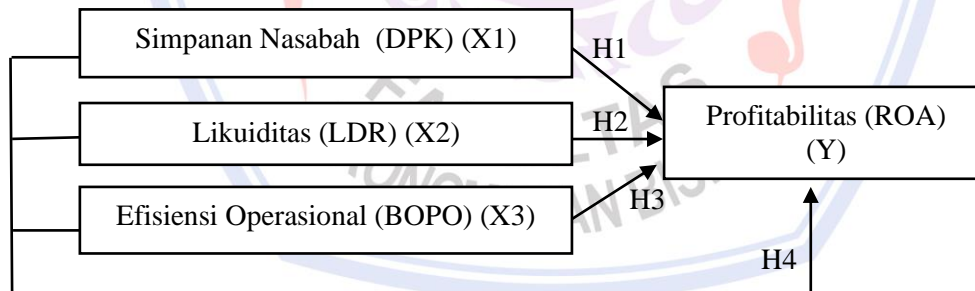 Simpanan Nasabah (DPK) (X1)
H1
Likuiditas (LDR) (X2)
H2
Profitabilitas (ROA)
(Y)
Efisiensi Operasional (BOPO) (X3)
H3
H4